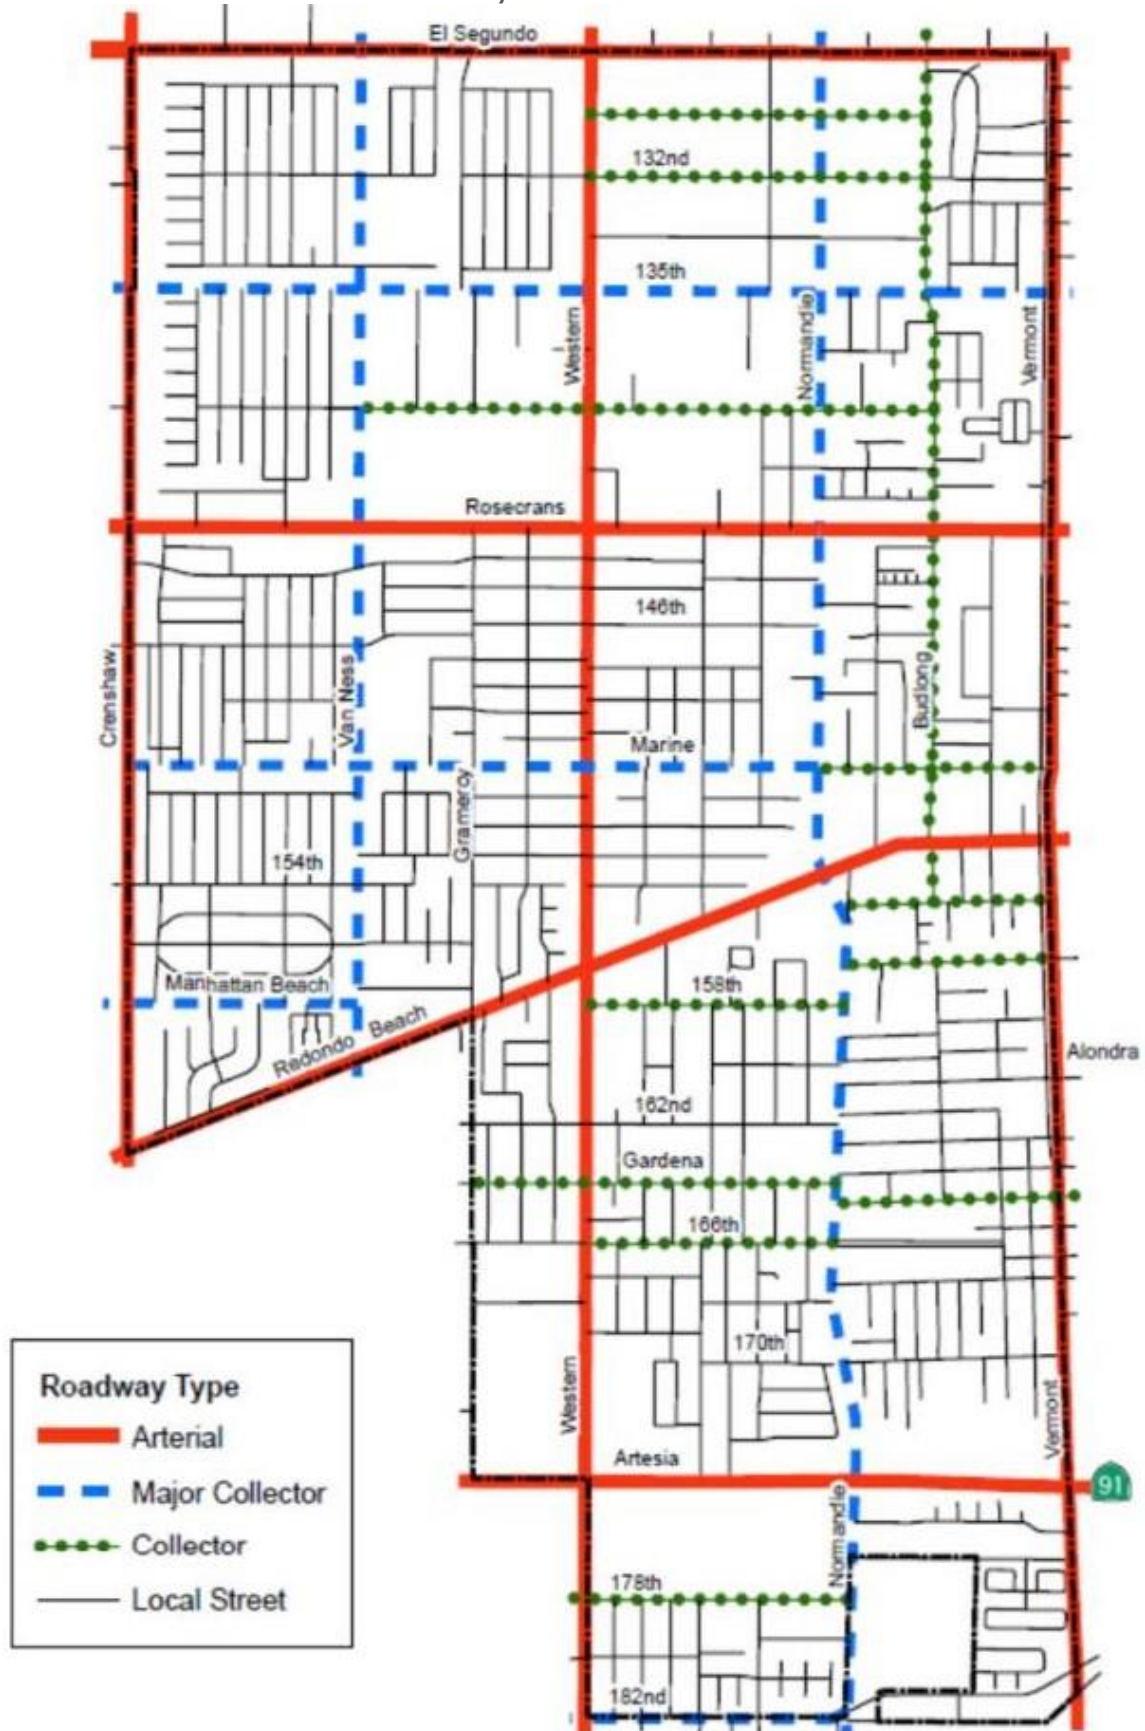 El Segundo
132nd
135th
Western
Normandie
Vermont
Rosecrans
146th
Crenshaw
Van Ness
Budlong
Marine
Gramercy
154th
Manhattan Beach
158th
Redondo Beach
Alondra
162nd
Gardena
166th
170th
Western
Vermont
Artesia
91
Normandie
178th
182nd
Roadway Type
Arterial
Major Collector
Collector
Local Street